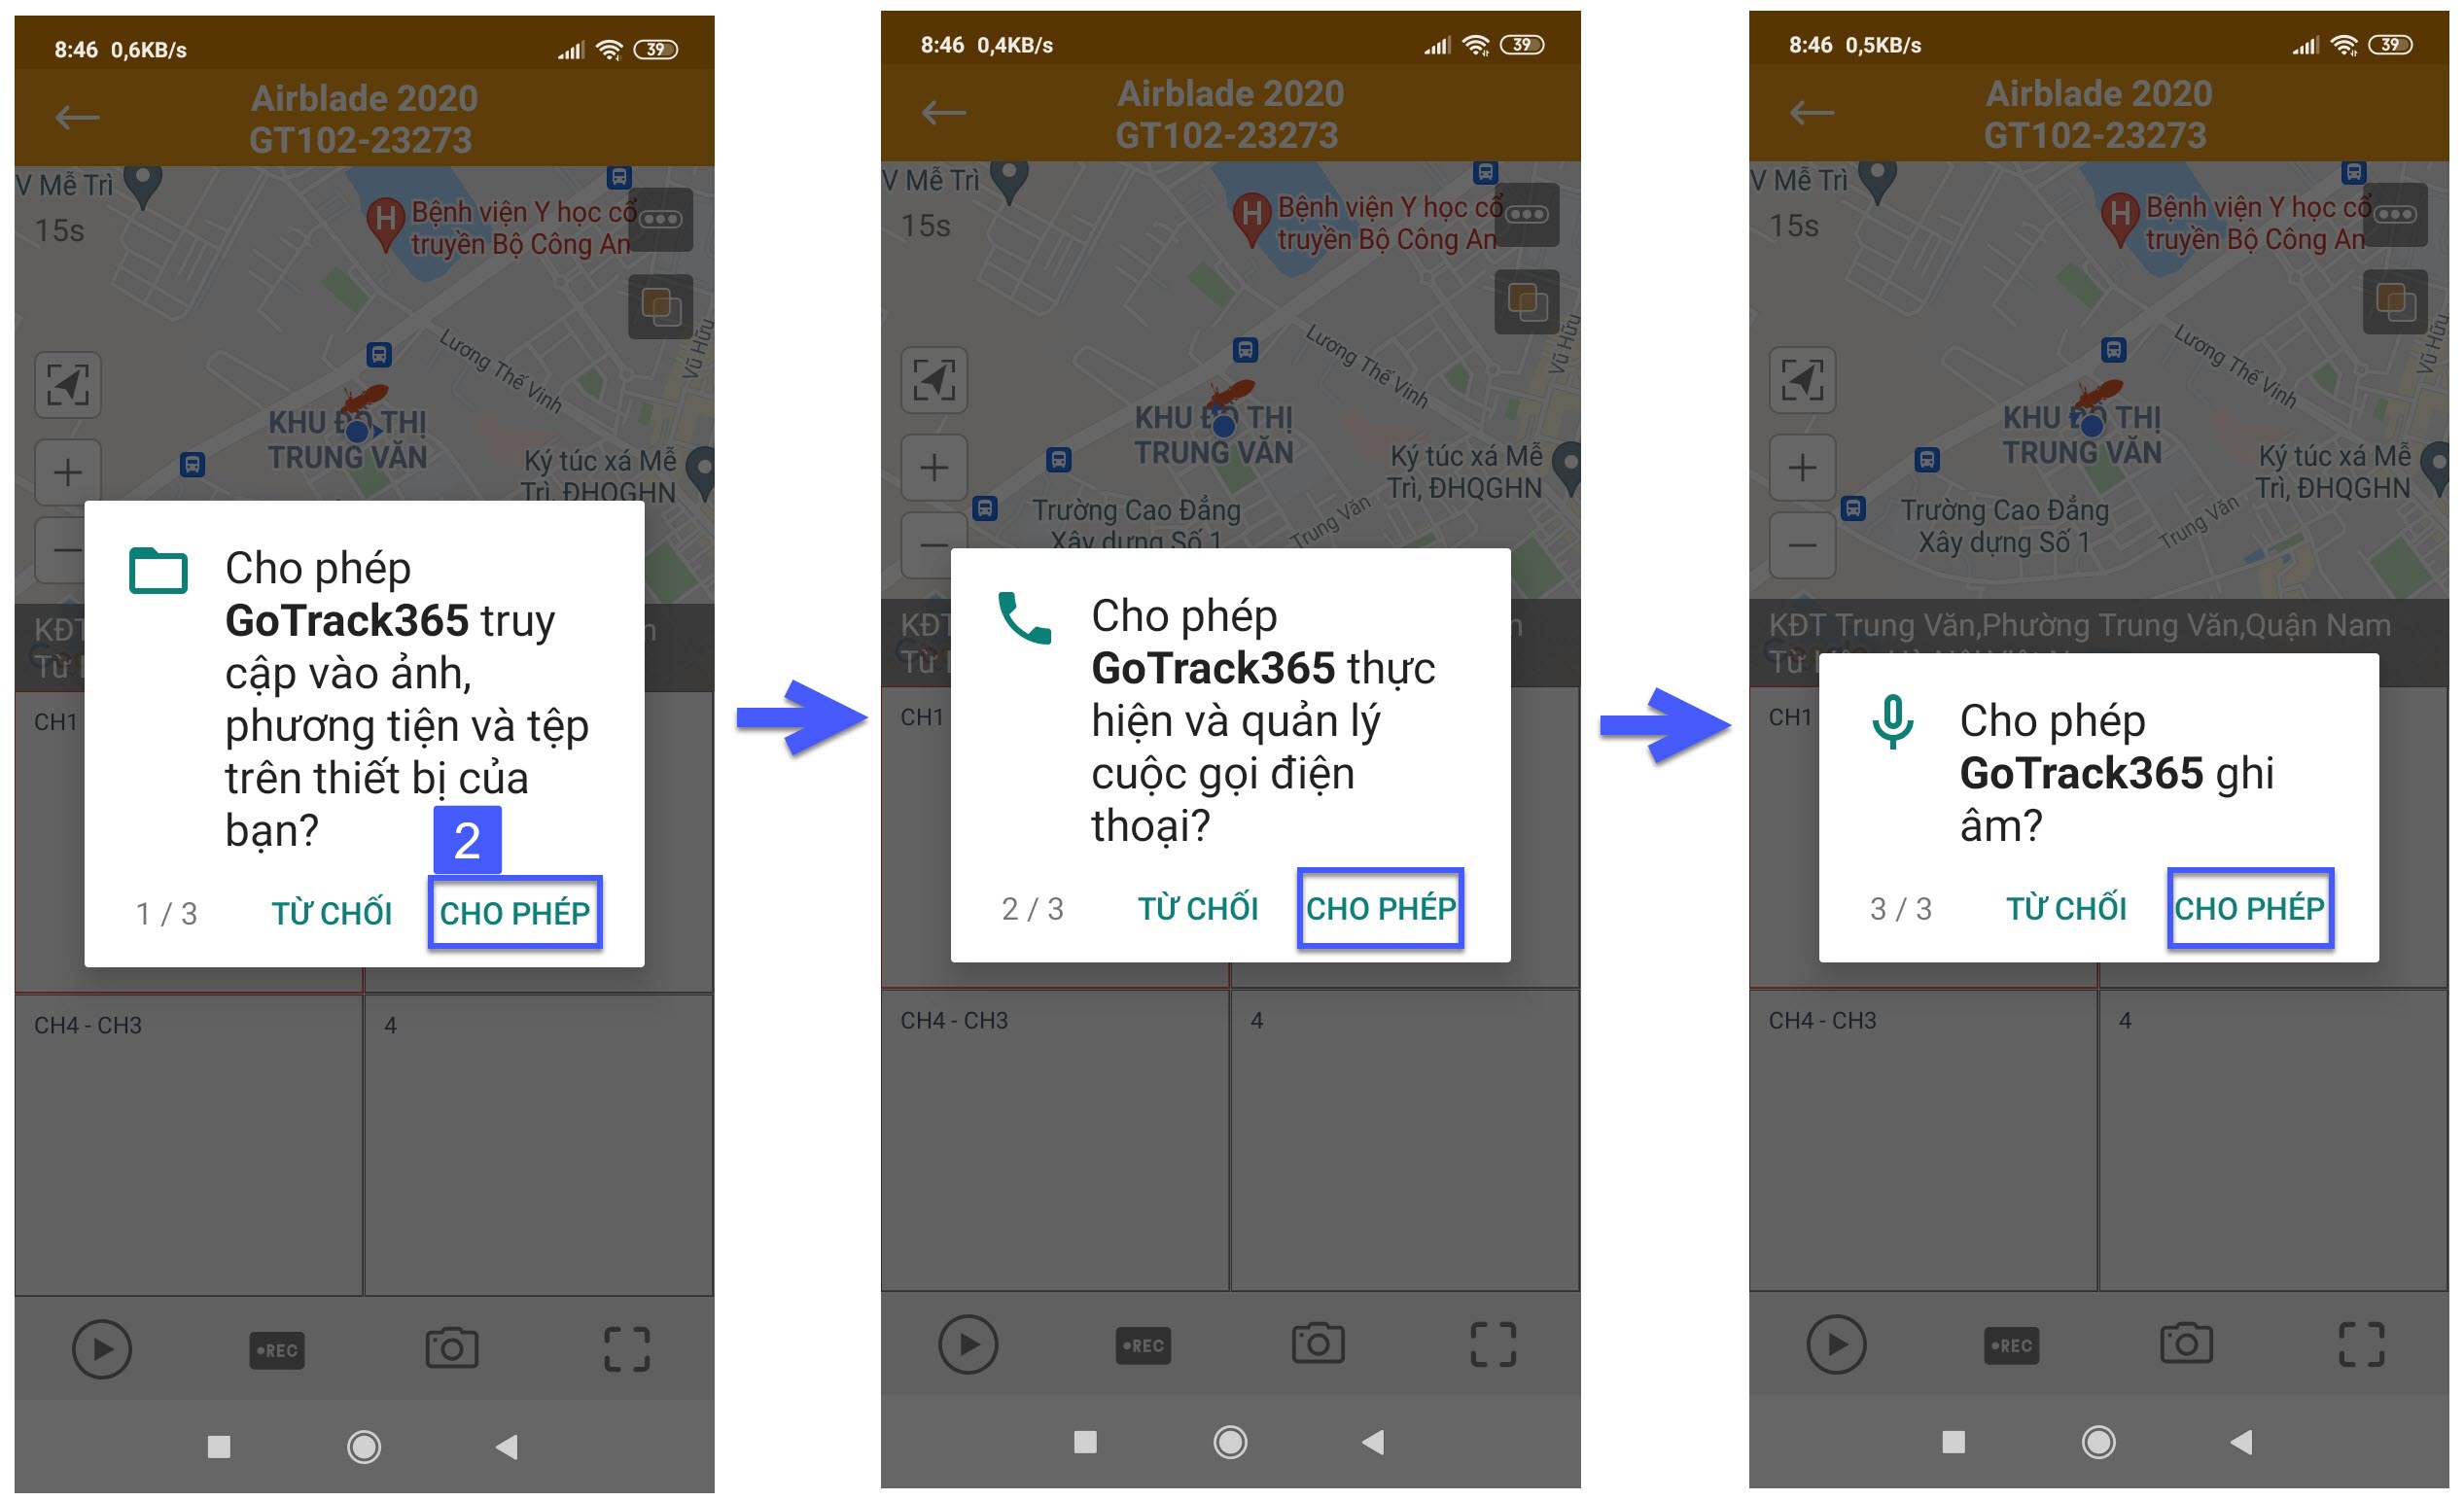 8:46 0,6KB/s
39
Airblade 2020
GT102-23273
V Mễ Trì
15s
H
Bệnh viện Y học cổ
truyền Bộ Công An
Lương Thế Vinh
Vũ Hữu
KHU ĐÔ THỊ
TRUNG VĂN
Ký túc xá Mễ
Trì, ĐHQGHN
KĐT
Từ
Cho phép
GoTrack365 truy
cập vào ảnh,
phương tiện và tệp
trên thiết bị của
bạn?
2
1 / 3
TỪ CHỐI
CHO PHÉP
CH1
CH4 - CH3
4
REC
8:46 0,4KB/s
39
Airblade 2020
GT102-23273
V Mễ Trì
15s
H
Bệnh viện Y học cổ
truyền Bộ Công An
Lương Thế Vinh
Vũ Hữu
KHU ĐÔ THỊ
TRUNG VĂN
Ký túc xá Mễ
Trì, ĐHQGHN
Trường Cao Đẳng
Xây dựng Số 1
Trung Văn
KĐT
Từ
Cho phép
GoTrack365 thực
hiện và quản lý
cuộc gọi điện
thoại?
2 / 3
TỪ CHỐI
CHO PHÉP
CH1
CH4 - CH3
4
REC
8:46 0,5KB/s
39
Airblade 2020
GT102-23273
V Mễ Trì
15s
H
Bệnh viện Y học cổ
truyền Bộ Công An
Lương Thế Vinh
Vũ Hữu
KHU ĐÔ THỊ
TRUNG VĂN
Ký túc xá Mễ
Trì, ĐHQGHN
Trường Cao Đẳng
Xây dựng Số 1
Trung Văn
KĐT Trung Văn,Phường Trung Văn,Quận Nam
Từ
Cho phép
GoTrack365 ghi
âm?
3 / 3
TỪ CHỐI
CHO PHÉP
CH1
CH4 - CH3
4
REC